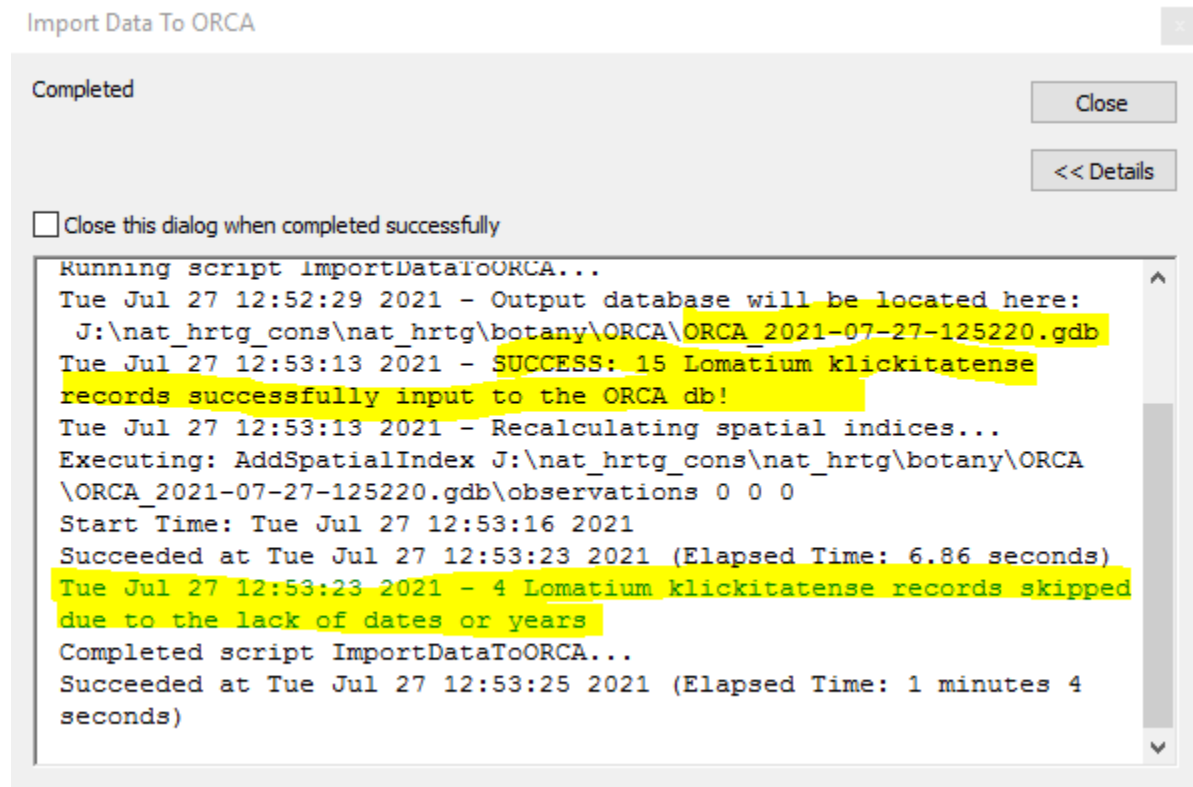 Import Data To ORCA
x
Completed
Close
<< Details
Close this dialog when completed successfully
Running script ImportDataToORCA...
Tue Jul 27 12:52:29 2021 - Output database will be located here:
J:\nat_hrtg_cons\nat_hrtg\botany\ORCA\ORCA_2021-07-27-125220.gdb
Tue Jul 27 12:53:13 2021 - SUCCESS: 15 Lomatium klickitatense
records successfully input to the ORCA db!
Tue Jul 27 12:53:13 2021 - Recalculating spatial indices...
Executing: AddSpatialIndex J:\nat_hrtg_cons\nat_hrtg\botany\ORCA
\ORCA_2021-07-27-125220.gdb\observations 0 0 0
Start Time: Tue Jul 27 12:53:16 2021
Succeeded at Tue Jul 27 12:53:23 2021 (Elapsed Time: 6.86 seconds)
Tue Jul 27 12:53:23 2021 - 4 Lomatium klickitatense records skipped
due to the lack of dates or years
Completed script ImportDataToORCA...
Succeeded at Tue Jul 27 12:53:25 2021 (Elapsed Time: 1 minutes 4
seconds)